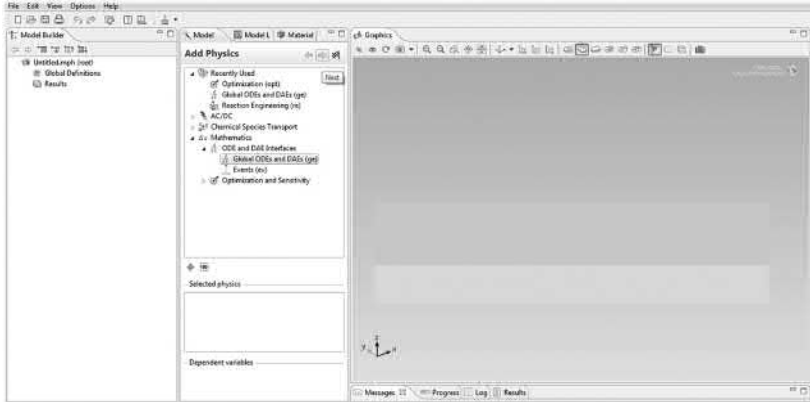 File Edit View Options Help
Model Builder
Untitled.mph (root)
Global Definitions
Results
Model
Model L
Material
Add Physics
Next
Recently Used
Optimization (opt)
Global ODEs and DAEs (ge)
Reaction Engineering (re)
AC/DC
Chemical Species Transport
Mathematics
ODE and DAE Interfaces
Global ODEs and DAEs (ge)
Events (ev)
Optimization and Sensitivity
Selected physics
Dependent variables
Graphics
z
y
x
Messages
Progress
Log
Results